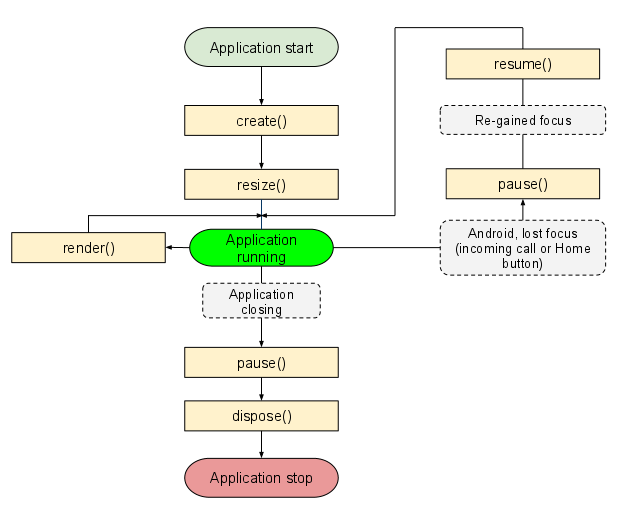 Application start
resume()
create()
Re-gained focus
resize()
pause()
render()
Application
running
Android, lost focus
(incoming call or Home
button)
Application
closing
pause()
dispose()
Application stop